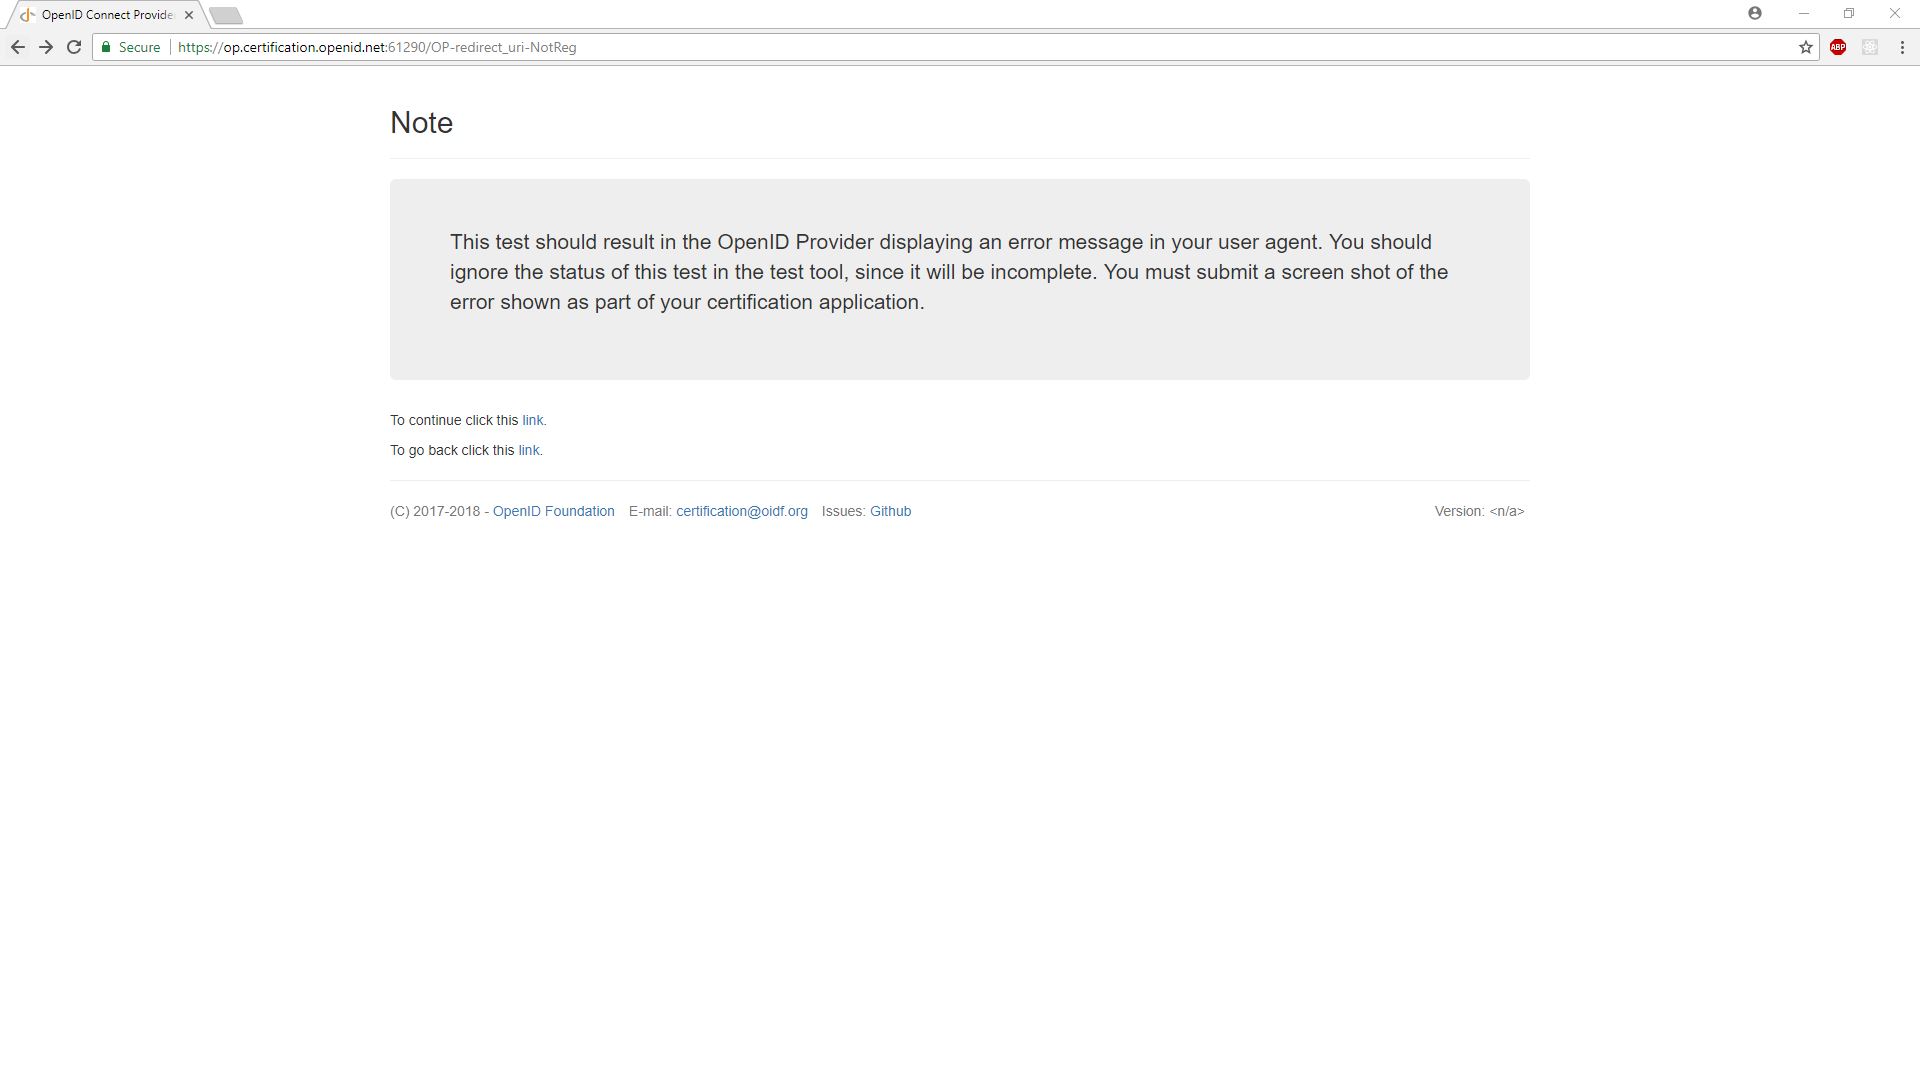 OpenID Connect Provide
Secure https://op.certification.openid.net:61290/OP-redirect_uri-NotReg
ABP
Note
This test should result in the OpenID Provider displaying an error message in your user agent. You should
ignore the status of this test in the test tool, since it will be incomplete. You must submit a screen shot of the
error shown as part of your certification application.
To continue click this link.
To go back click this link.
(C) 2017-2018 - OpenID Foundation E-mail: certification@oidf.org Issues: Github Version: <n/a>